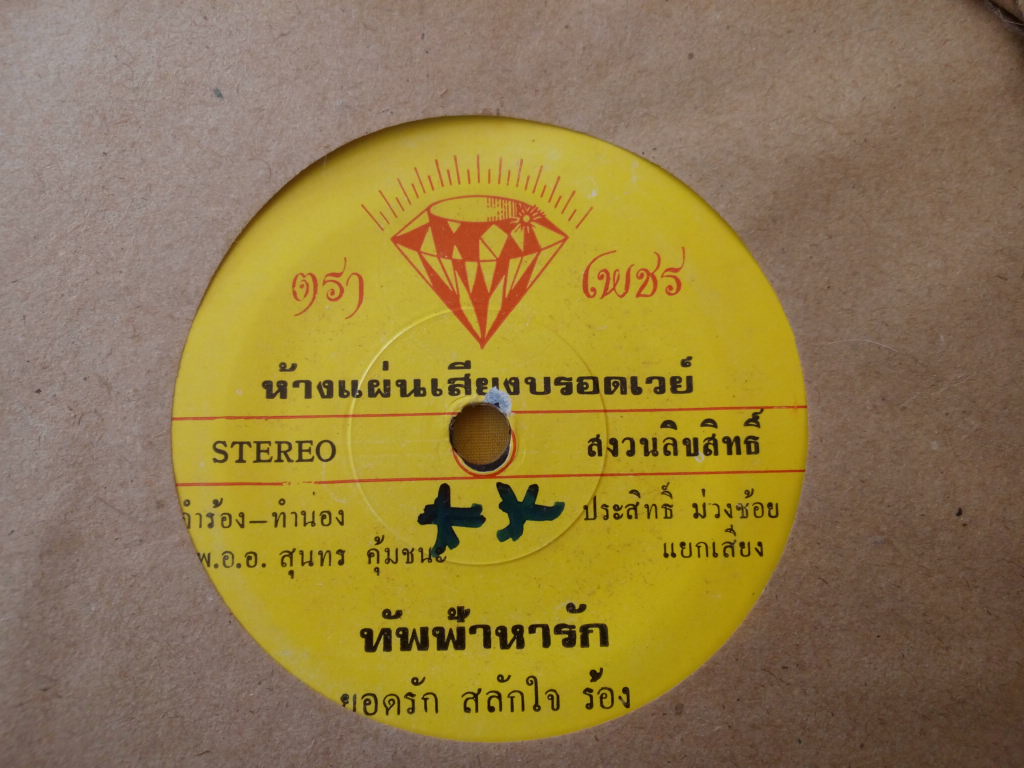 ตรา เพชร
ห้างแผ่นเสียงบรอดเวย์
STEREO สงวนลิขสิทธิ์
คำร้อง-ทำนอง ประสิทธิ์ ม่วงช้อย
พ.อ.อ. สุนทร คุ้มชนะ แยกเสียง
ทัพฟ้าหารัก
ยอดรัก สลักใจ ร้อง